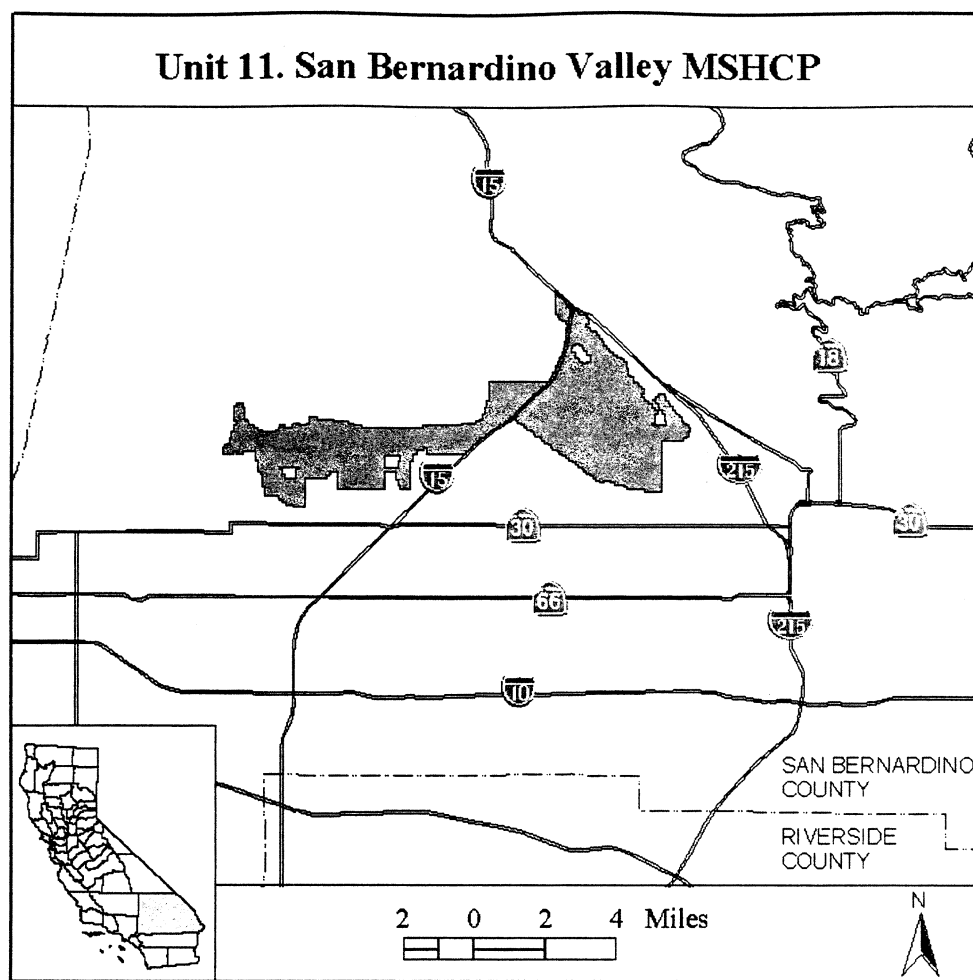 Unit 11. San Bernardino Valley MSHCP
15
18
15
215
30
30
66
215
10
SAN BERNARDINO
COUNTY
RIVERSIDE
COUNTY
N
2 0 2 4 Miles